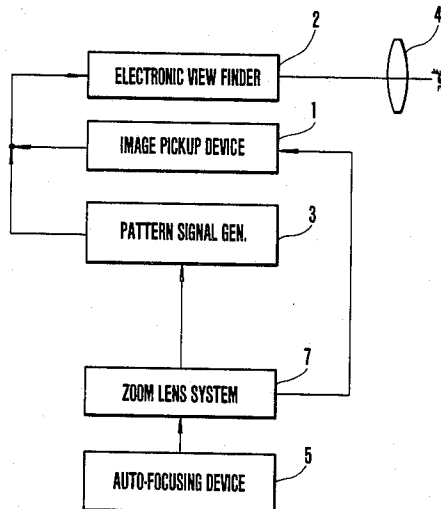 2
4
ELECTRONIC VIEW FINDER
1
IMAGE PICKUP DEVICE
3
PATTERN SIGNAL GEN.
7
ZOOM LENS SYSTEM
5
AUTO-FOCUSING DEVICE